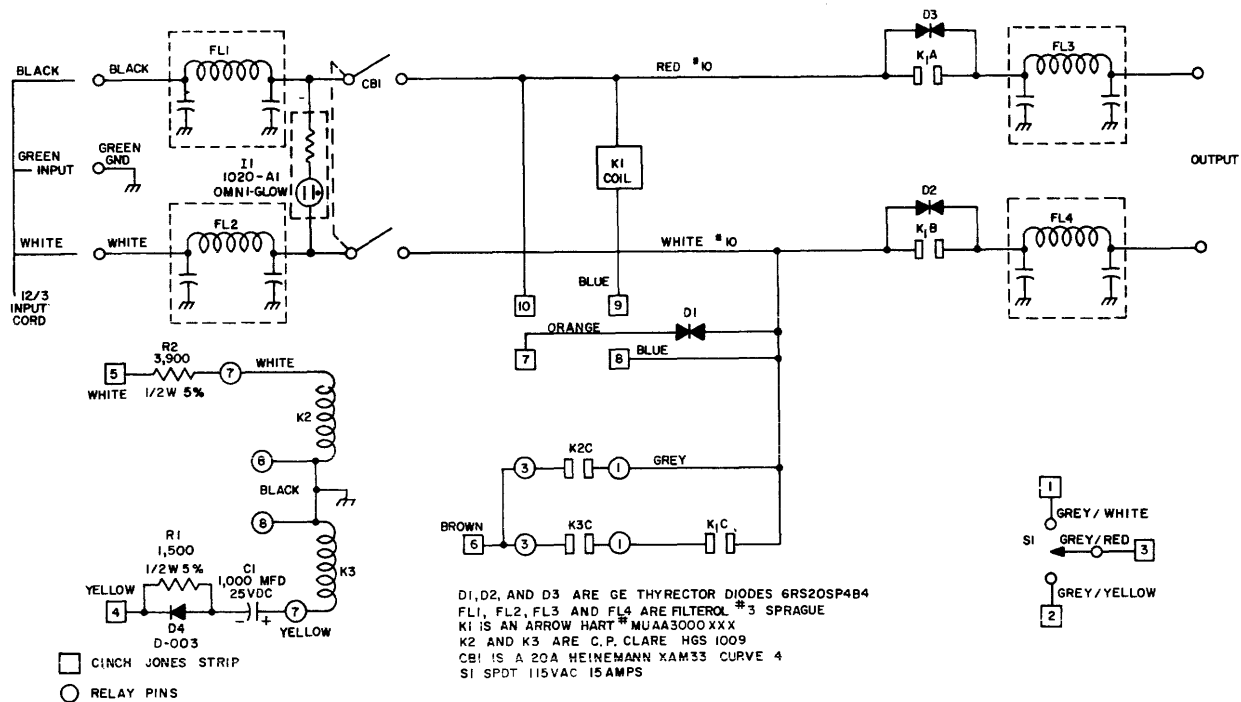 D3
FL1
K1A
FL3
BLACK
BLACK
CB1
RED #10
GREEN INPUT
GREEN GND
I1
1020-A1
OMNI-GLOW
K1
COIL
OUTPUT
D2
FL2
K1B
FL4
WHITE
WHITE
WHITE #10
12/3
INPUT
CORD
BLUE
10
9
ORANGE
D1
7
8
BLUE
R2
3,900
5
7
WHITE
WHITE
1/2W 5%
K2
8
BLACK
8
K2C
3
1
GREY
BROWN
6
K3C
K1C
3
1
1
GREY/WHITE
S1
GREY/RED
3
GREY/YELLOW
2
R1
1,500
1/2W 5%
C1
1,000 MFD
25VDC
K3
YELLOW
4
- +
7
YELLOW
D4
D-003
CINCH JONES STRIP
RELAY PINS
D1, D2, AND D3 ARE GE THYRECTOR DIODES 6RS20SP4B4
FL1, FL2, FL3 AND FL4 ARE FILTEROL #3 SPRAGUE
K1 IS AN ARROW HART #MUAA3000XXX
K2 AND K3 ARE C.P. CLARE HGS 1009
CB1 IS A 20A HEINEMANN XAM33 CURVE 4
S1 SPDT 115VAC 15AMPS